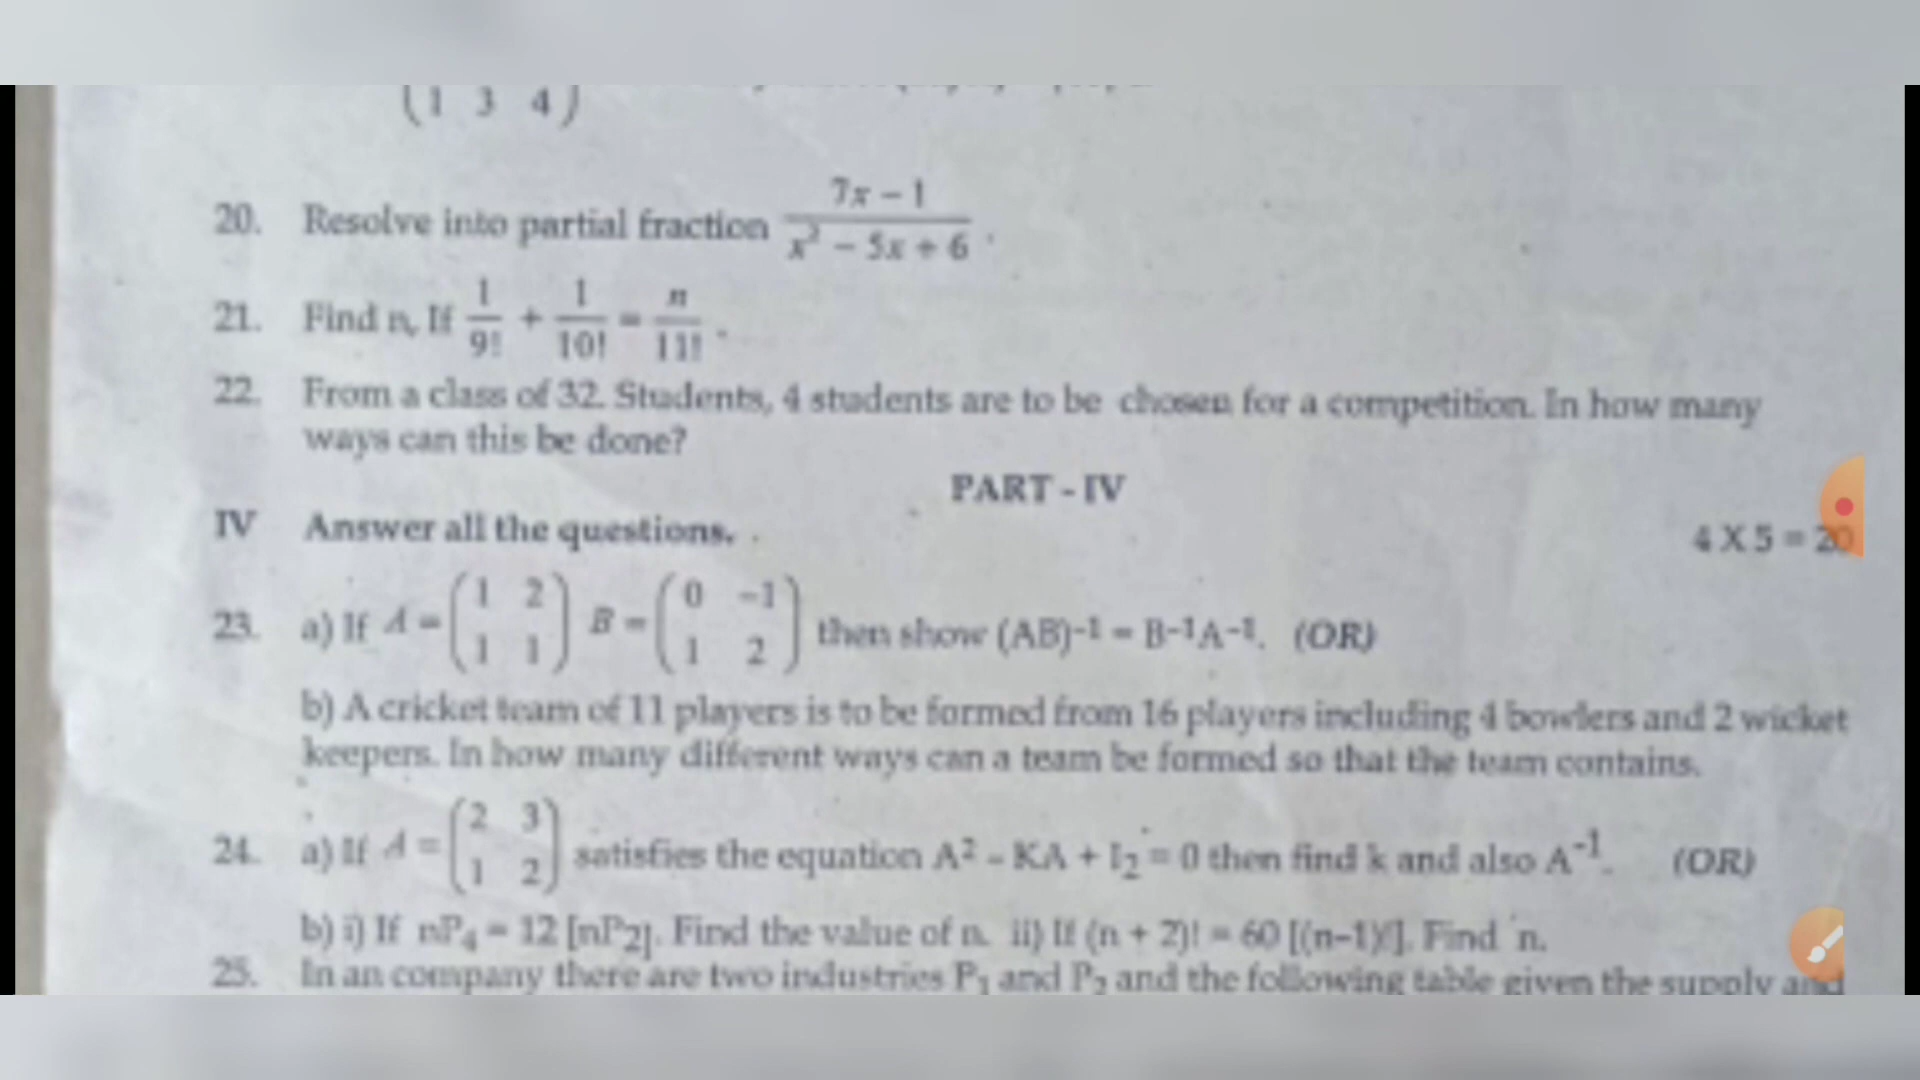 (1 3 4)
20. Resolve into partial fraction (7x − 1)/(x² − 5x + 6).
21. Find n, If 1/9! + 1/10! = n/11!.
22. From a class of 32. Students, 4 students are to be chosen for a competition. In how many
ways can this be done?
PART - IV
IV Answer all the questions.
4 X 5 = 20
23. a) If A = (1 2; 1 1) B = (0 −1; 1 2) then show (AB)-1 = B-1A-1. (OR)
b) A cricket team of 11 players is to be formed from 16 players including 4 bowlers and 2 wicket
keepers. In how many different ways can a team be formed so that the team contains.
24. a) If A = (2 3; 1 2) satisfies the equation A² - KA + I₂ = 0 then find k and also A⁻¹. (OR)
b) i) If nP₄ = 12 [nP2]. Find the value of n. ii) If (n + 2)! = 60 [(n-1)!]. Find n.
25. In an company there are two industries P₁ and P₂ and the following table given the supply and